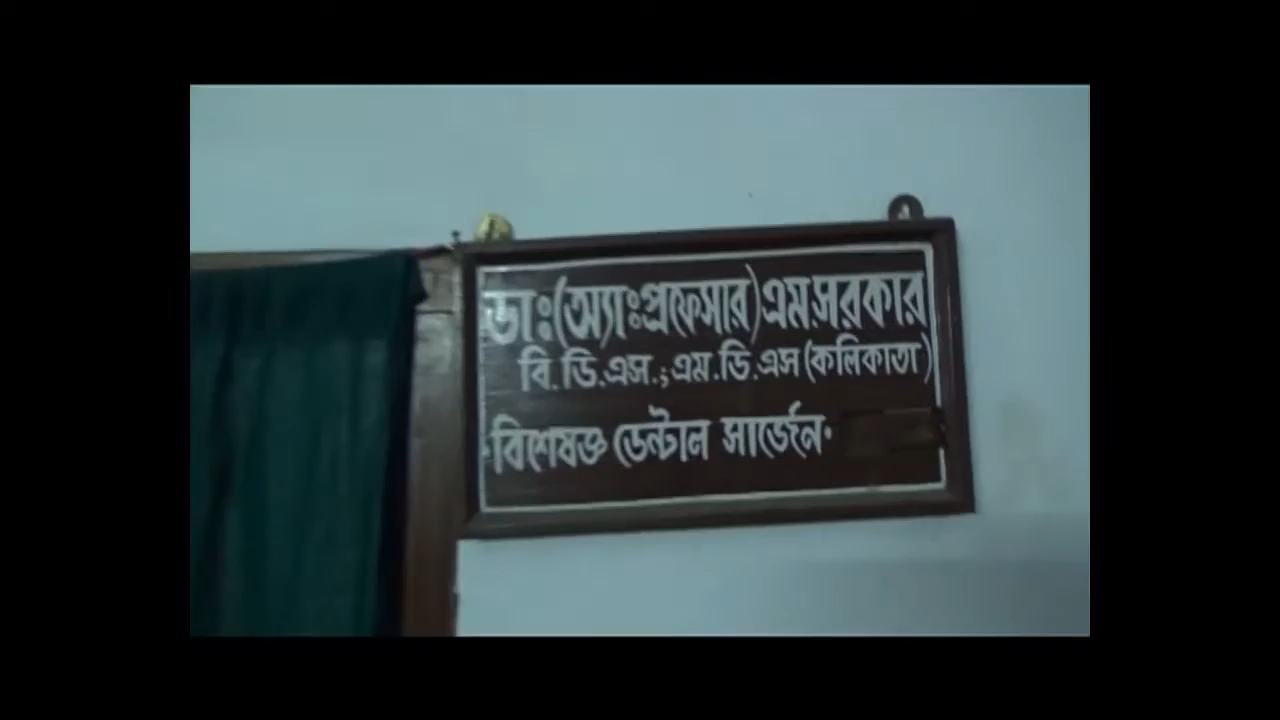 ডাঃ(অ্যাঃপ্রফেসার)এম.সরকার
বি.ডি.এস.;এম.ডি.এস(কলিকাতা)
বিশেষজ্ঞ ডেন্টাল সার্জেন